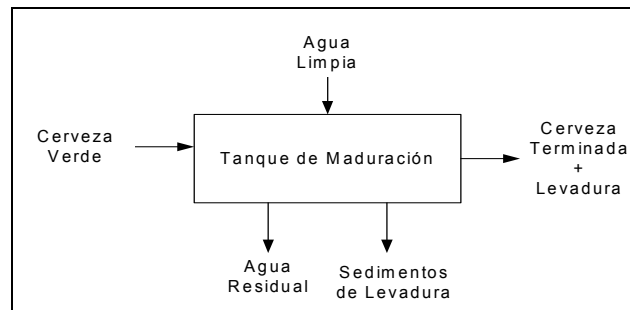 Agua
Limpia
Cerveza
Verde
Tanque de Maduración
Cerveza
Terminada
+
Levadura
Agua
Residual
Sedimentos
de Levadura